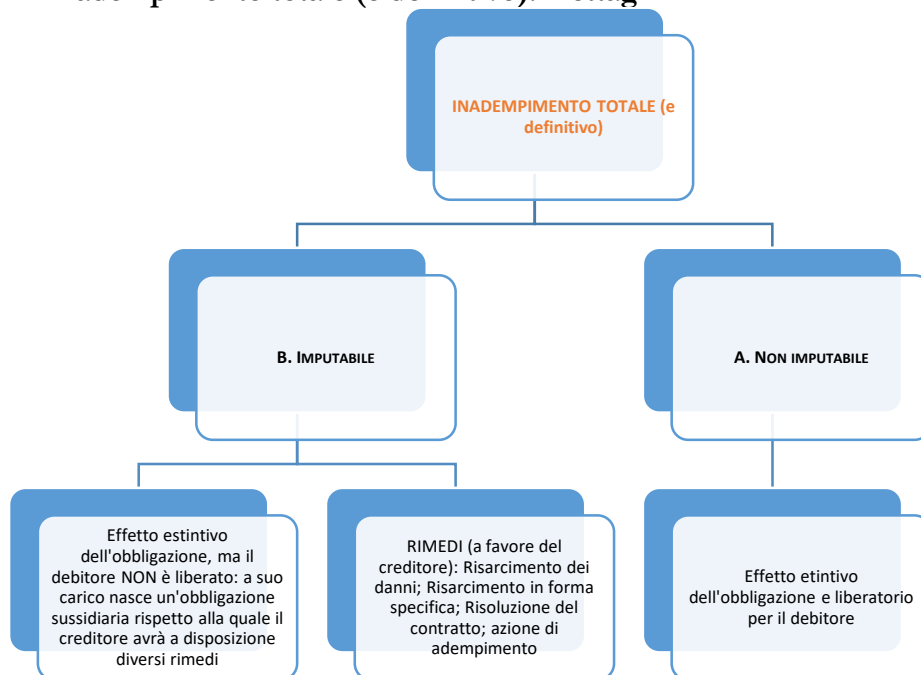 INADEMPIMENTO TOTALE (e
definitivo)
B. IMPUTABILE
A. NON IMPUTABILE
Effetto estintivo
dell'obbligazione, ma il
debitore NON è liberato: a suo
carico nasce un'obbligazione
sussidiaria rispetto alla quale il
creditore avrà a disposizione
diversi rimedi
RIMEDI (a favore del
creditore): Risarcimento dei
danni; Risarcimento in forma
specifica; Risoluzione del
contratto; azione di
adempimento
Effetto etintivo
dell'obbligazione e liberatorio
per il debitore